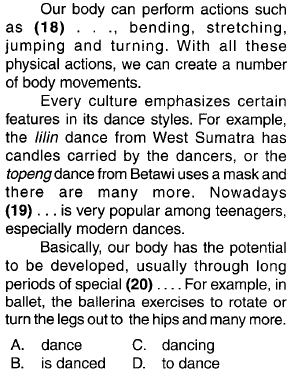 Our body can perform actions such
as (18) . . ., bending, stretching,
jumping and turning. With all these
physical actions, we can create a number
of body movements.
Every culture emphasizes certain
features in its dance styles. For example,
the lilin dance from West Sumatra has
candles carried by the dancers, or the
topeng dance from Betawi uses a mask and
there are many more. Nowadays
(19) . . . is very popular among teenagers,
especially modern dances.
Basically, our body has the potential
to be developed, usually through long
periods of special (20) .... For example, in
ballet, the ballerina exercises to rotate or
turn the legs out to the hips and many more.
A. dance C. dancing
B. is danced D. to dance